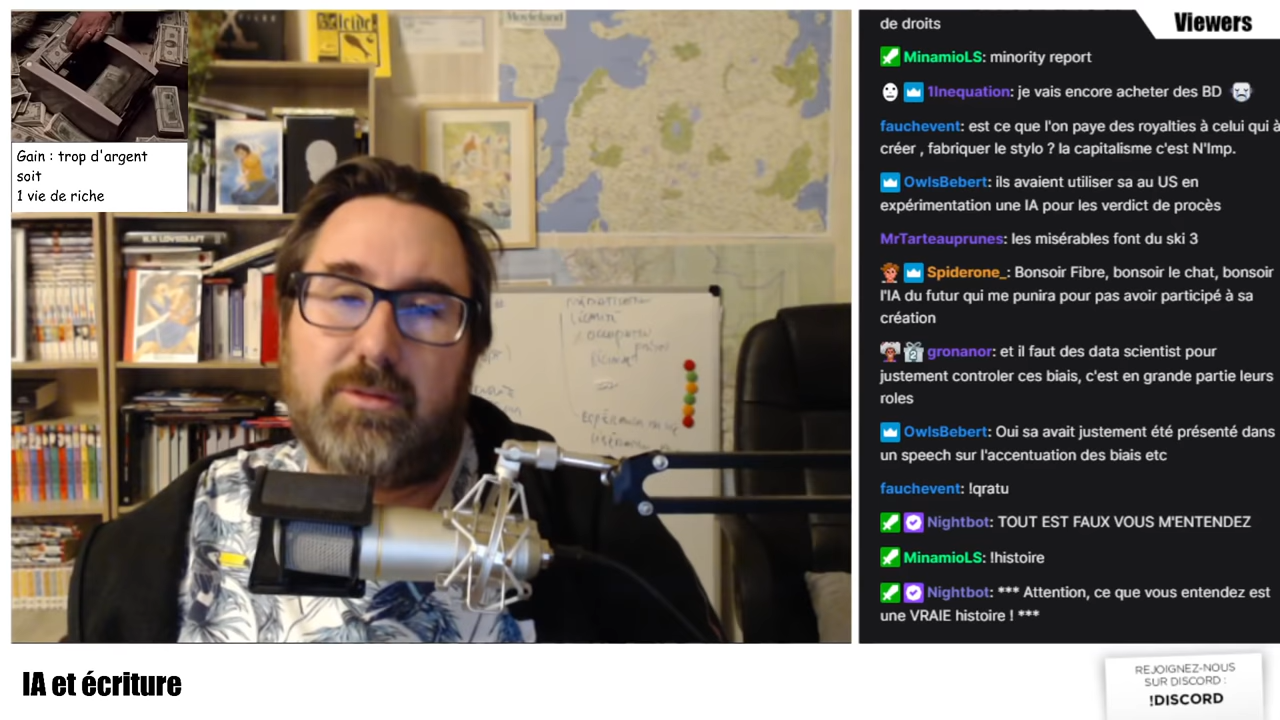 Gain : trop d'argent
soit
1 vie de riche
Movieland
H.P. LOVECRAFT
Viewers
de droits
MinamioLS: minority report
1Inequation: je vais encore acheter des BD
fauchevent: est ce que l'on paye des royalties à celui qui à
créer , fabriquer le stylo ? la capitalisme c'est N'Imp.
OwlsBebert: ils avaient utiliser sa au US en
expérimentation une IA pour les verdict de procès
MrTarteauprunes: les misérables font du ski 3
Spiderone_: Bonsoir Fibre, bonsoir le chat, bonsoir
l'IA du futur qui me punira pour pas avoir participé à sa
création
2
gronanor: et il faut des data scientist pour
justement controler ces biais, c'est en grande partie leurs
roles
OwlsBebert: Oui sa avait justement été présenté dans
un speech sur l'accentuation des biais etc
fauchevent: !qratu
Nightbot: TOUT EST FAUX VOUS M'ENTENDEZ
MinamioLS: !histoire
Nightbot: *** Attention, ce que vous entendez est
une VRAIE histoire ! ***
IA et écriture
REJOIGNEZ-NOUS
SUR DISCORD :
!DISCORD